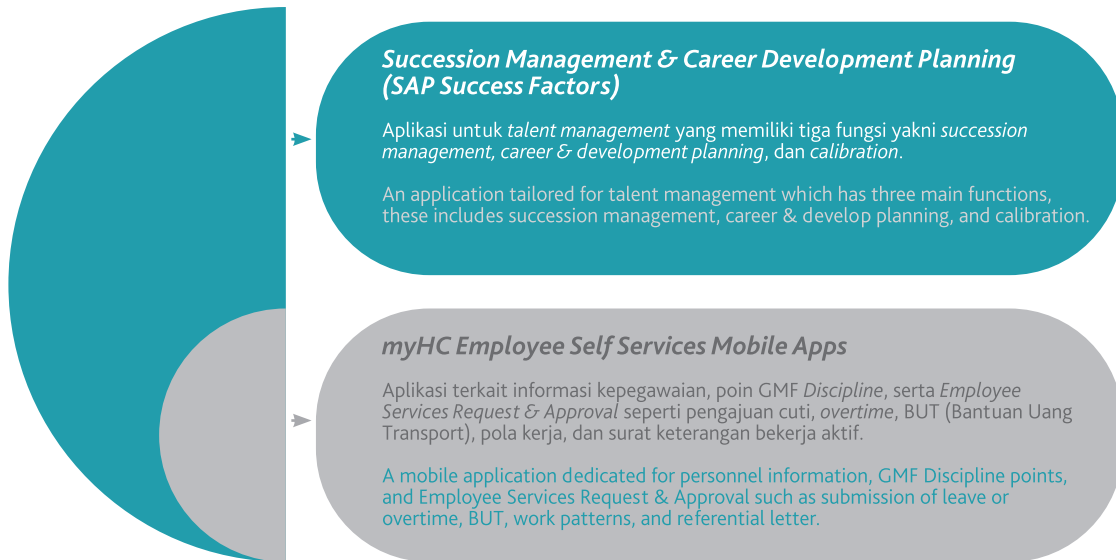 Succession Management & Career Development Planning
(SAP Success Factors)
Aplikasi untuk talent management yang memiliki tiga fungsi yakni succession
management, career & development planning, dan calibration.
An application tailored for talent management which has three main functions,
these includes succession management, career & develop planning, and calibration.
myHC Employee Self Services Mobile Apps
Aplikasi terkait informasi kepegawaian, poin GMF Discipline, serta Employee
Services Request & Approval seperti pengajuan cuti, overtime, BUT (Bantuan Uang
Transport), pola kerja, dan surat keterangan bekerja aktif.
A mobile application dedicated for personnel information, GMF Discipline points,
and Employee Services Request & Approval such as submission of leave or
overtime, BUT, work patterns, and referential letter.